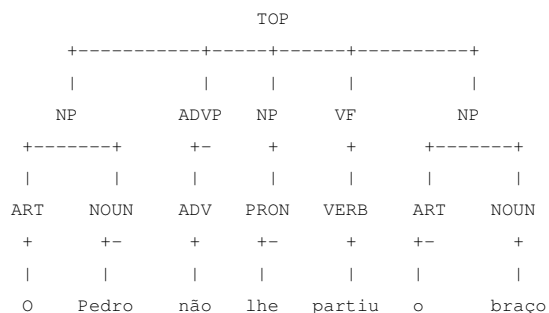 TOP
+-----------+-----+------+----------+
| | | | |
NP ADVP NP VF NP
+-------+ +- + + +-------+
| | | | | | |
ART NOUN ADV PRON VERB ART NOUN
+ +- + +- + +- +
| | | | | | |
O Pedro não lhe partiu o braço